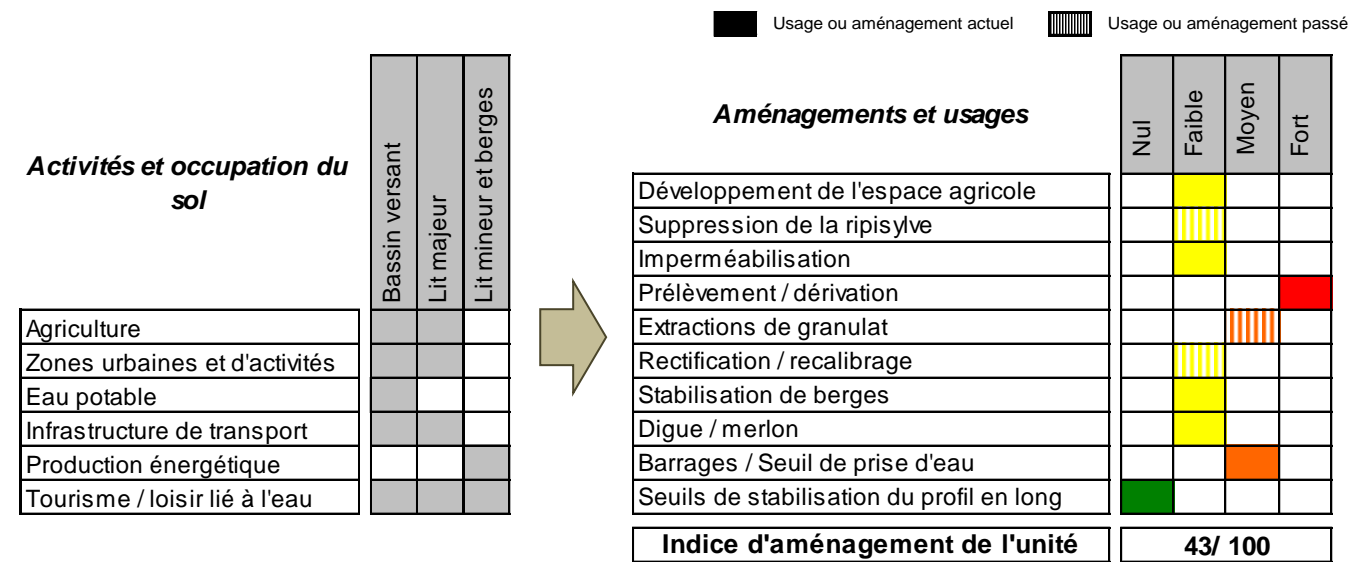 Usage ou aménagement actuel
Usage ou aménagement passé
Activités et occupation du
sol
Bassin versant
Lit majeur
Lit mineur et berges
Agriculture
Zones urbaines et d'activités
Eau potable
Infrastructure de transport
Production énergétique
Tourisme / loisir lié à l'eau
Aménagements et usages
Nul
Faible
Moyen
Fort
Développement de l'espace agricole
Suppression de la ripisylve
Imperméabilisation
Prélèvement / dérivation
Extractions de granulat
Rectification / recalibrage
Stabilisation de berges
Digue / merlon
Barrages / Seuil de prise d'eau
Seuils de stabilisation du profil en long
Indice d'aménagement de l'unité
43/ 100